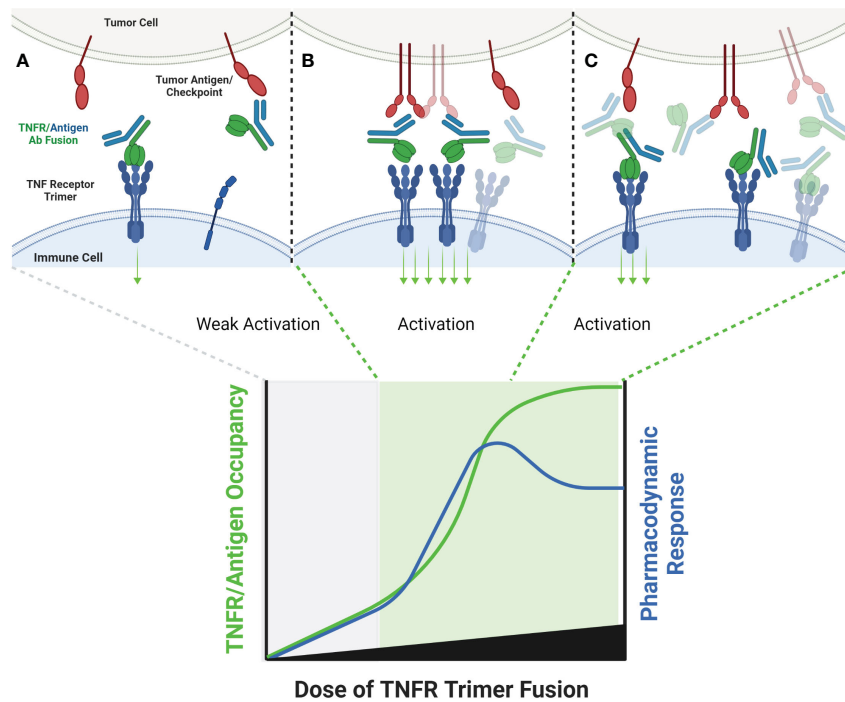 Tumor Cell
A
B
C
Tumor Antigen/
Checkpoint
TNFR/Antigen
Ab Fusion
TNF Receptor
Trimer
Immune Cell
Weak Activation
Activation
Activation
TNFR/Antigen Occupancy
Pharmacodynamic
Response
Dose of TNFR Trimer Fusion